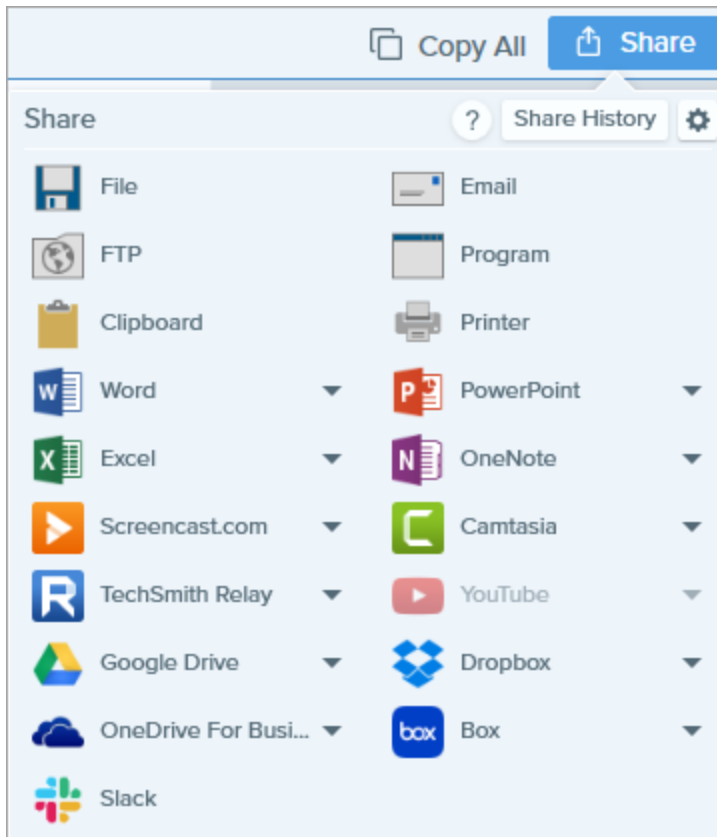 Copy All Share
Share ? Share History
File Email
FTP Program
Clipboard Printer
W Word P PowerPoint
X Excel N OneNote
Screencast.com C Camtasia
R TechSmith Relay YouTube
Google Drive Dropbox
OneDrive For Busi... box Box
Slack